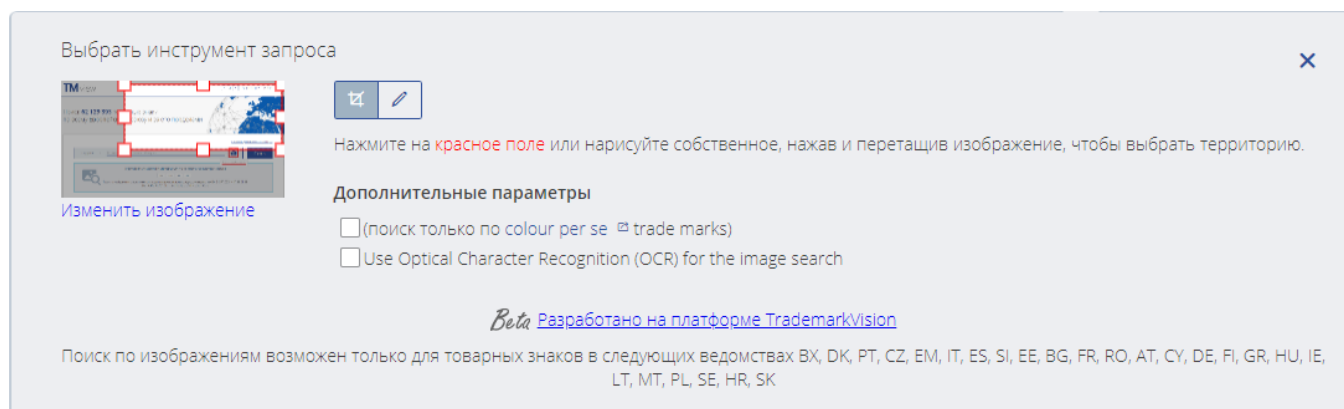 Выбрать инструмент запроса
TM
Нажмите на красное поле или нарисуйте собственное, нажав и перетащив изображение, чтобы выбрать территорию.
Изменить изображение
Дополнительные параметры
(поиск только по colour per se trade marks)
Use Optical Character Recognition (OCR) for the image search
Beta Разработано на платформе TrademarkVision
Поиск по изображениям возможен только для товарных знаков в следующих ведомствах BX, DK, PT, CZ, EM, IT, ES, SI, EE, BG, FR, RO, AT, CY, DE, FI, GR, HU, IE,
LT, MT, PL, SE, HR, SK